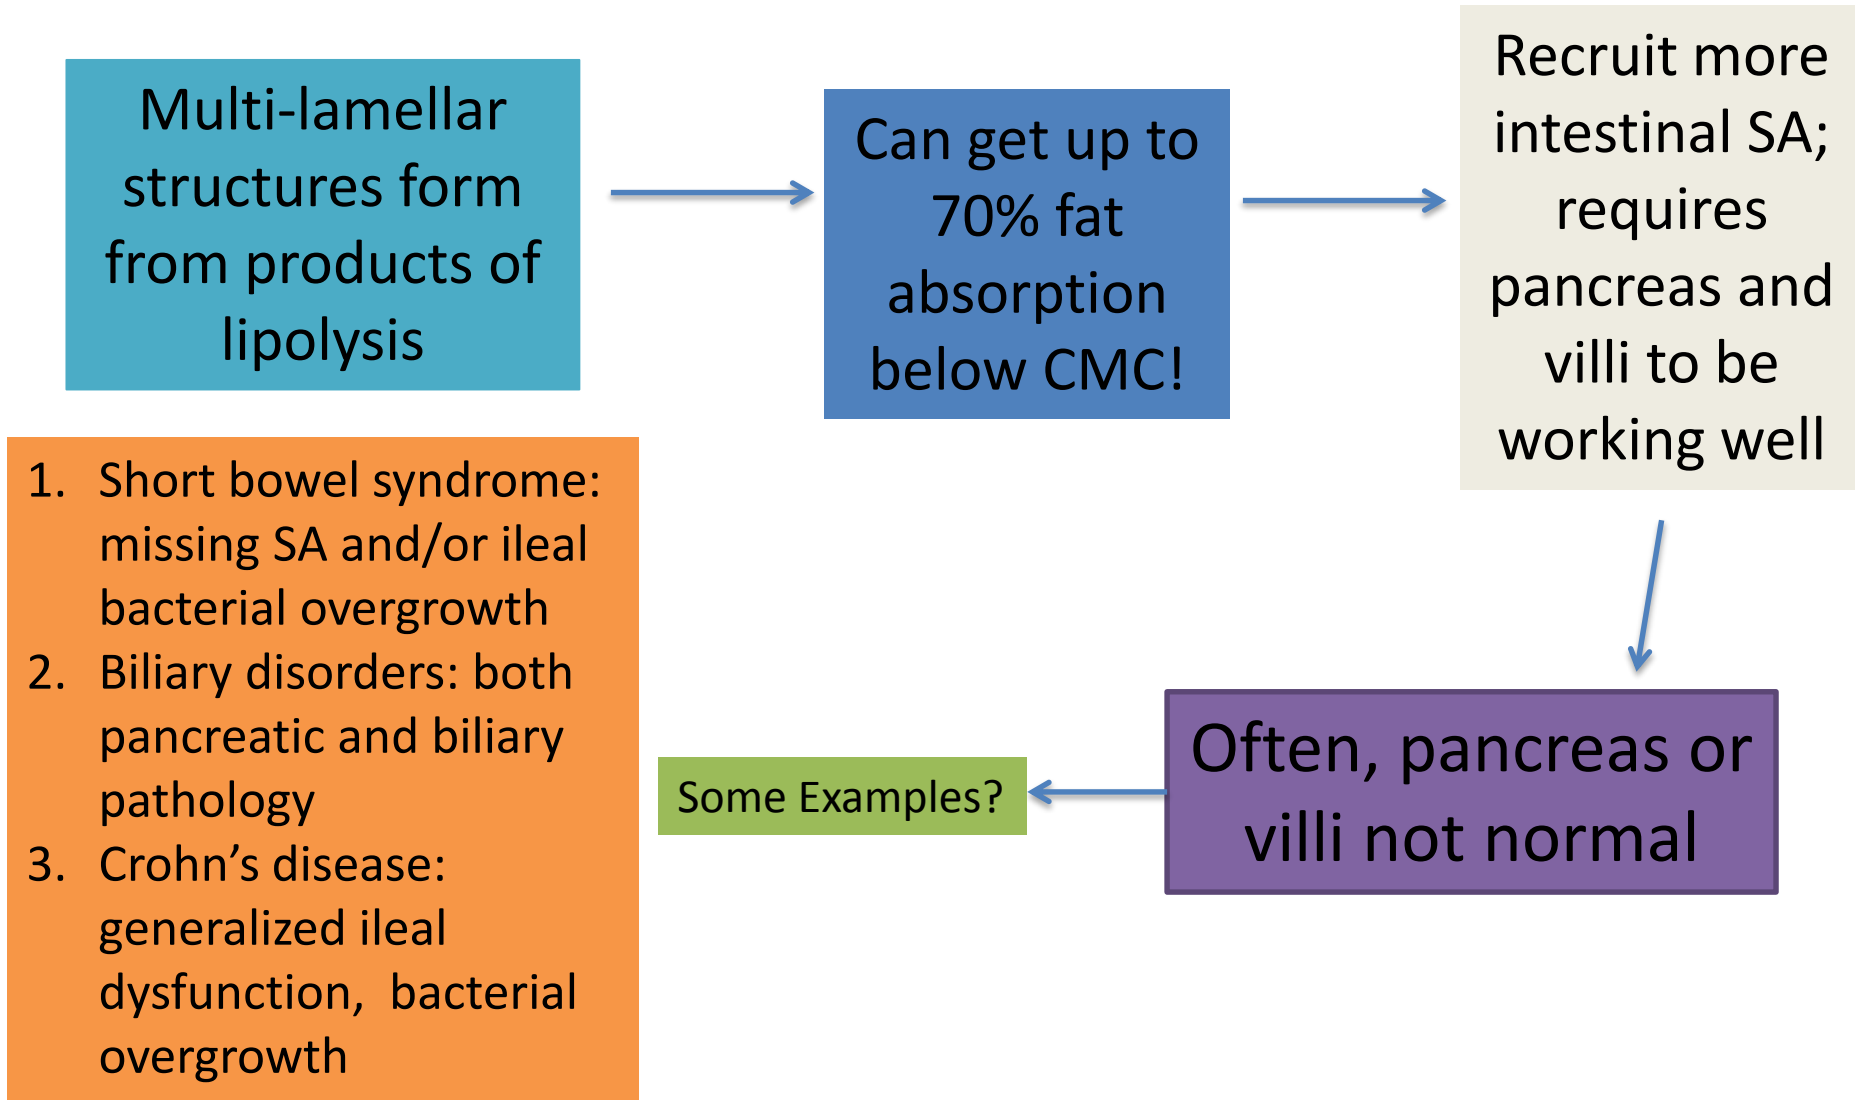 Multi-lamellar
structures form
from products of
lipolysis
Can get up to
70% fat
absorption
below CMC!
Recruit more
intestinal SA;
requires
pancreas and
villi to be
working well
Often, pancreas or
villi not normal
Some Examples?
1. Short bowel syndrome:
missing SA and/or ileal
bacterial overgrowth
2. Biliary disorders: both
pancreatic and biliary
pathology
3. Crohn’s disease:
generalized ileal
dysfunction,  bacterial
overgrowth